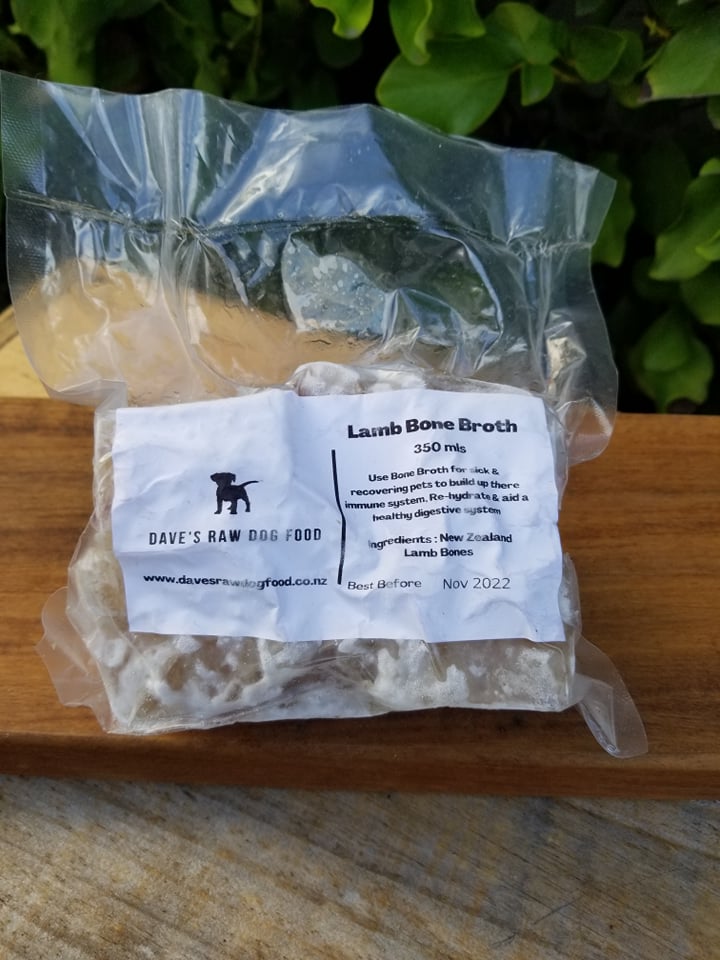 DAVE'S RAW DOG FOOD
www.davesrawdogfood.co.nz
Lamb Bone Broth
350 mls
Use Bone Broth for sick &
recovering pets to build up there
immune system, Re-hydrate & aid a
healthy digestive system
Ingredients : New Zealand
Lamb Bones
Best Before Nov 2022